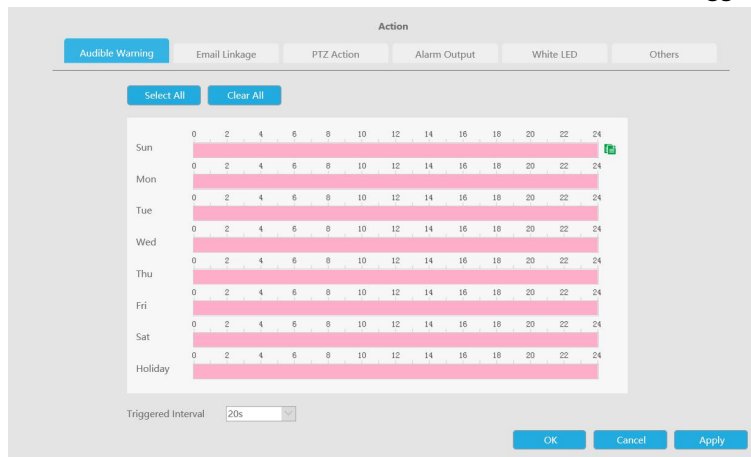 Action
Audible Warning Email Linkage PTZ Action Alarm Output White LED Others
Select All Clear All
0 2 4 6 8 10 12 14 16 18 20 22 24
Sun
0 2 4 6 8 10 12 14 16 18 20 22 24
Mon
0 2 4 6 8 10 12 14 16 18 20 22 24
Tue
0 2 4 6 8 10 12 14 16 18 20 22 24
Wed
0 2 4 6 8 10 12 14 16 18 20 22 24
Thu
0 2 4 6 8 10 12 14 16 18 20 22 24
Fri
0 2 4 6 8 10 12 14 16 18 20 22 24
Sat
0 2 4 6 8 10 12 14 16 18 20 22 24
Holiday
Triggered Interval 20s
OK Cancel Apply